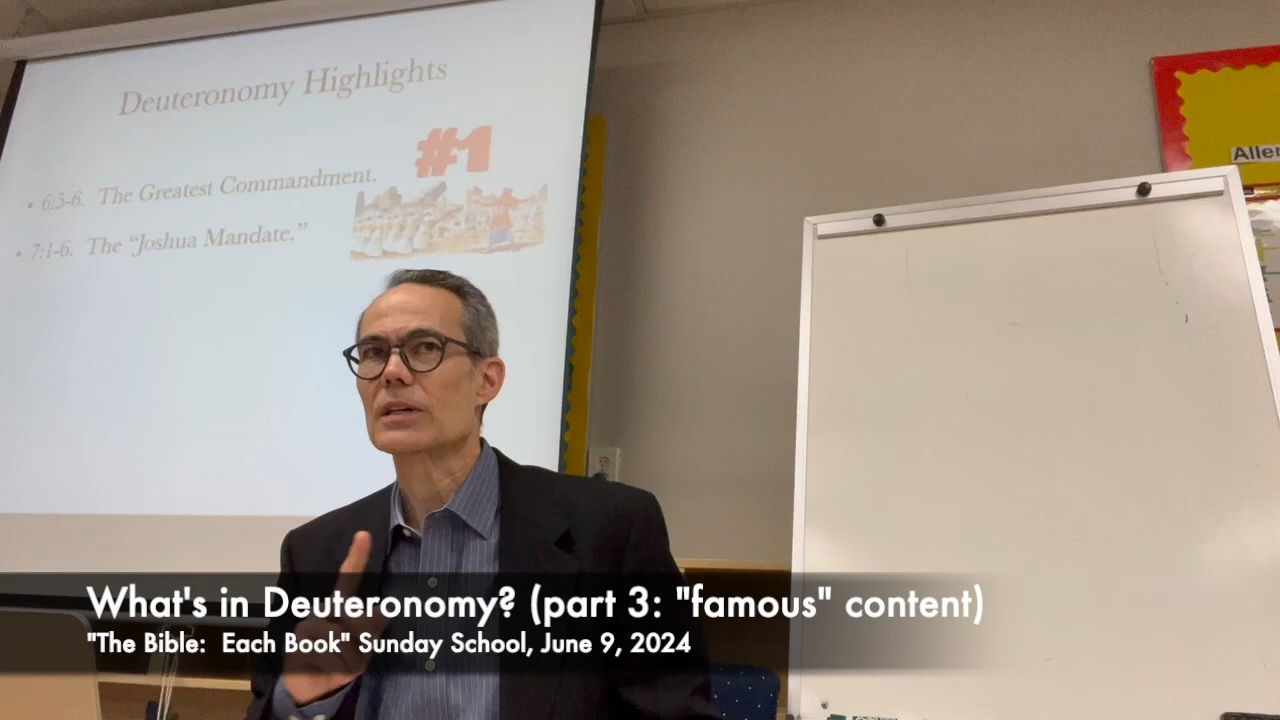 Deuteronomy Highlights
#1
• 6:5-6. The Greatest Commandment.
• 7:1-6. The “Joshua Mandate.”
Aller
What's in Deuteronomy? (part 3: "famous" content)
"The Bible: Each Book" Sunday School, June 9, 2024